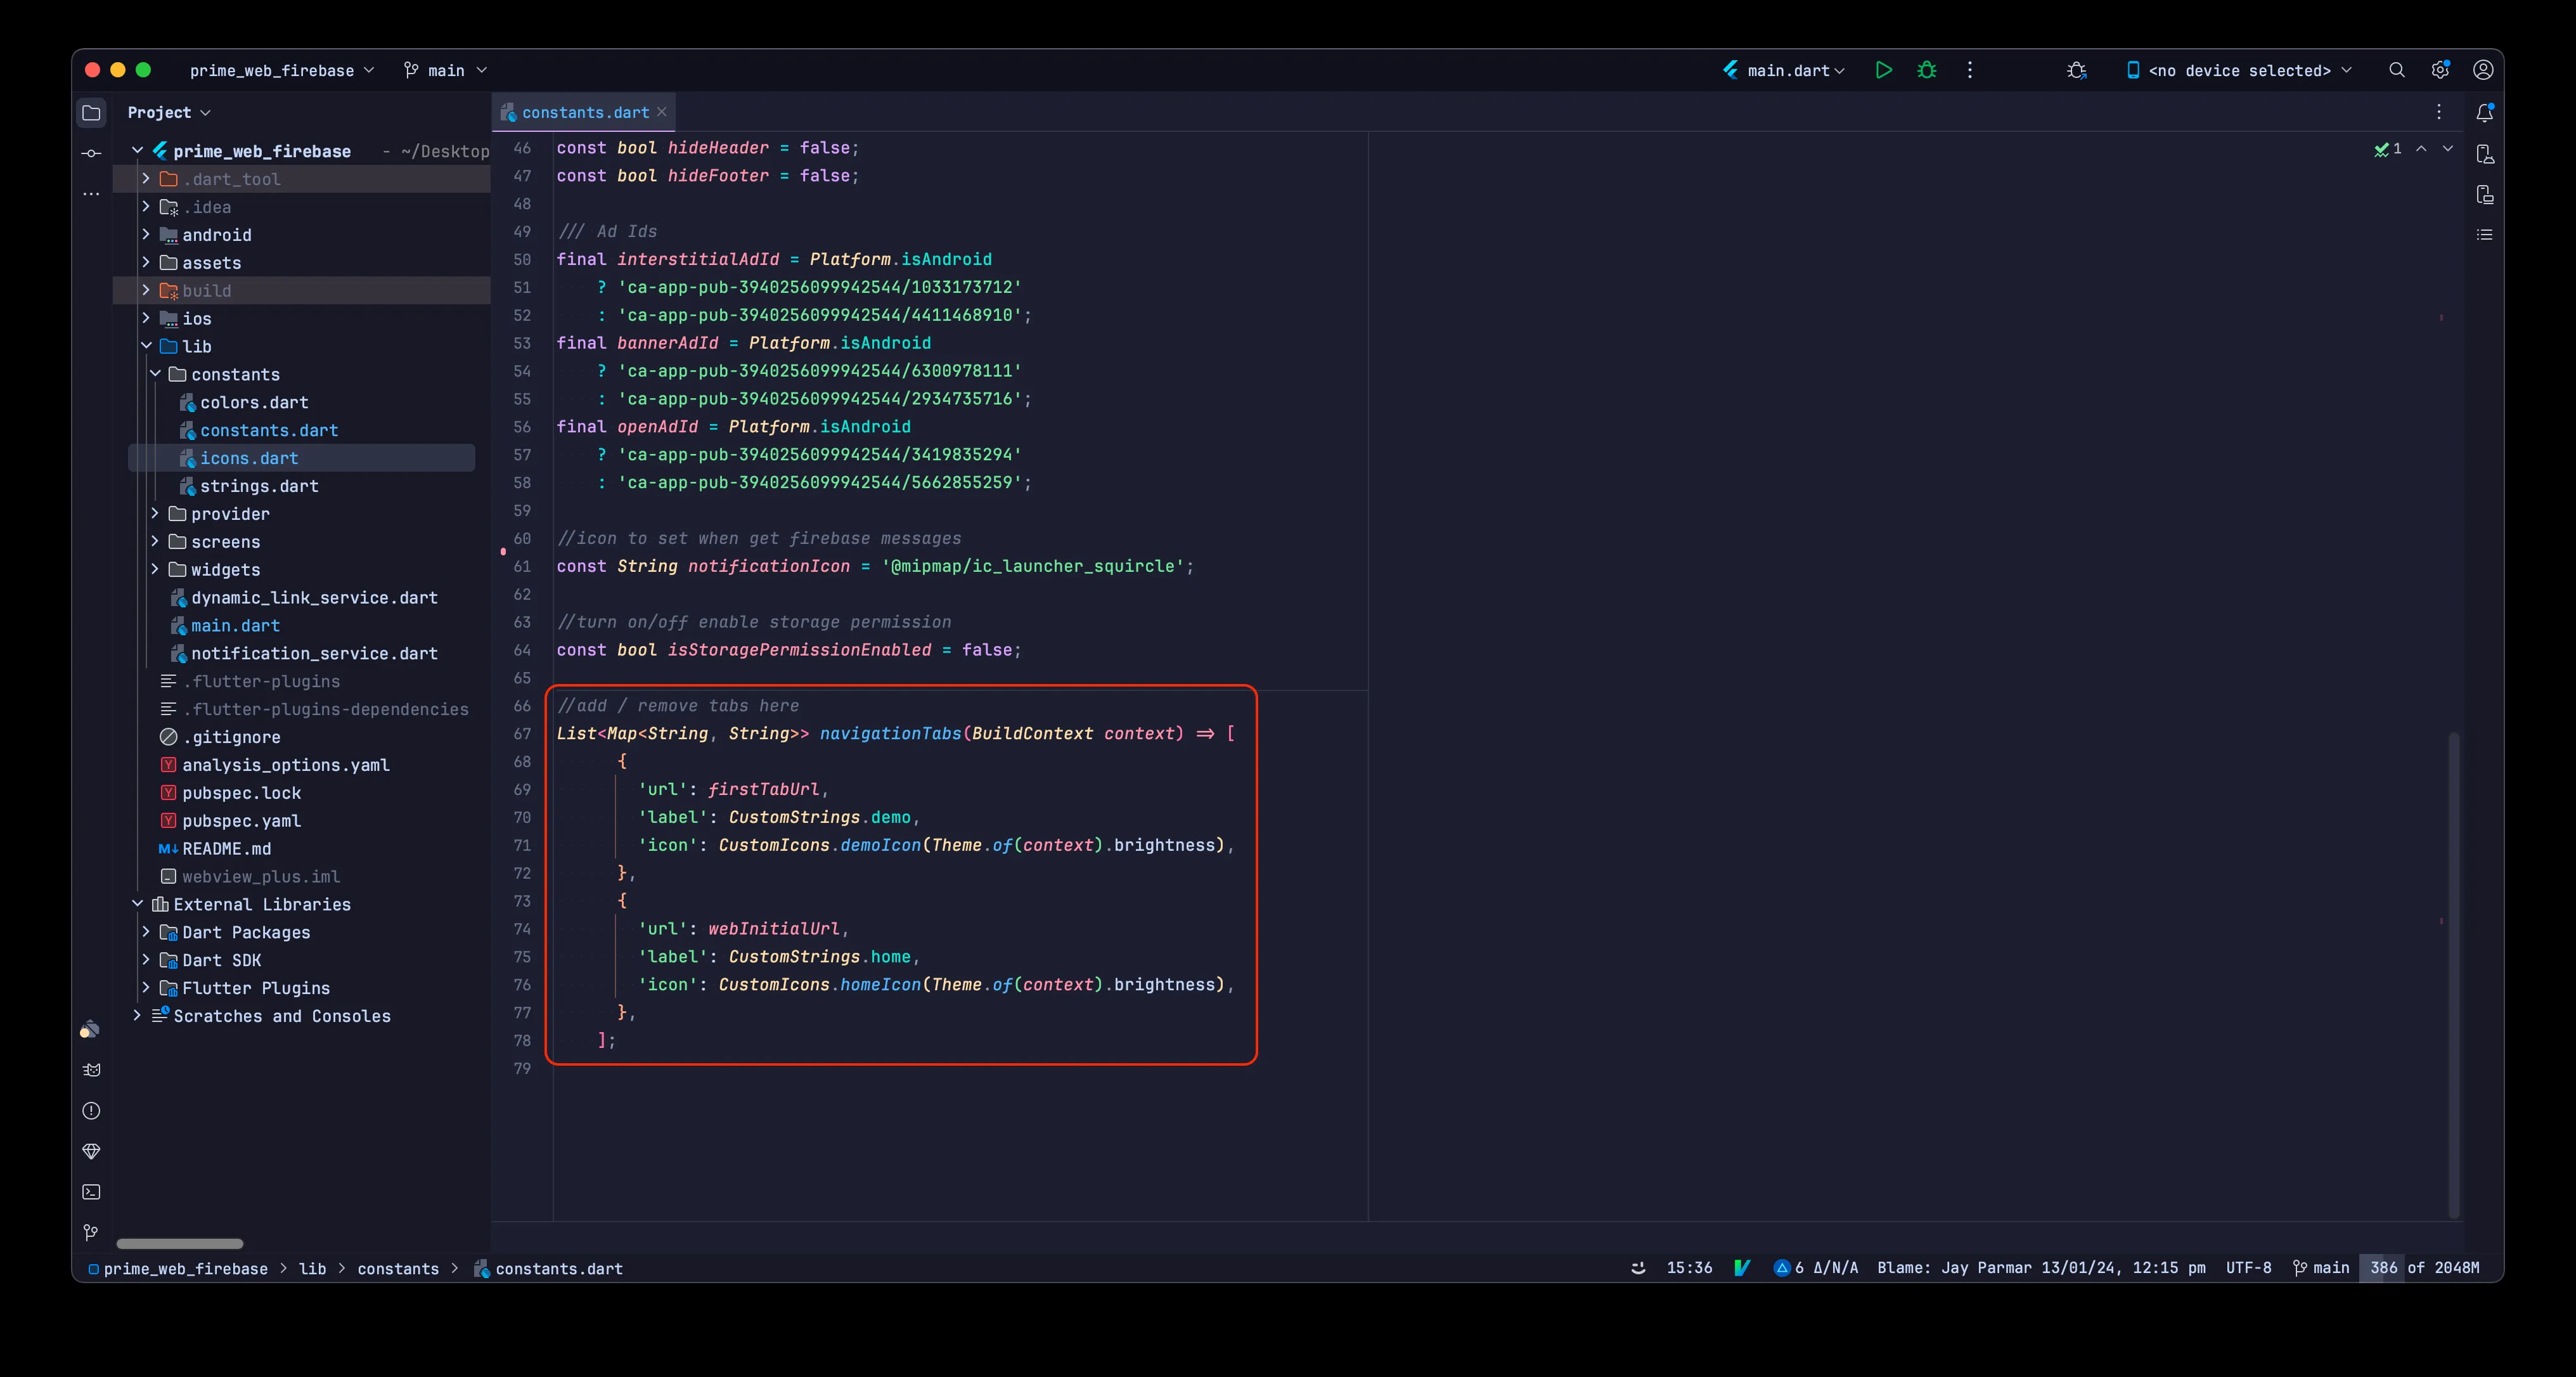 prime_web_firebase
main
main.dart
<no device selected>
Project
constants.dart
prime_web_firebase - ~/Desktop
.dart_tool
.idea
android
assets
build
ios
lib
constants
colors.dart
constants.dart
icons.dart
strings.dart
provider
screens
widgets
dynamic_link_service.dart
main.dart
notification_service.dart
.flutter-plugins
.flutter-plugins-dependencies
.gitignore
analysis_options.yaml
pubspec.lock
pubspec.yaml
M↓ README.md
webview_plus.iml
External Libraries
Dart Packages
Dart SDK
Flutter Plugins
Scratches and Consoles
1
46 const bool hideHeader = false;
47 const bool hideFooter = false;
48
49 /// Ad Ids
50 final interstitialAdId = Platform.isAndroid
51 ? 'ca-app-pub-3940256099942544/1033173712'
52 : 'ca-app-pub-3940256099942544/4411468910';
53 final bannerAdId = Platform.isAndroid
54 ? 'ca-app-pub-3940256099942544/6300978111'
55 : 'ca-app-pub-3940256099942544/2934735716';
56 final openAdId = Platform.isAndroid
57 ? 'ca-app-pub-3940256099942544/3419835294'
58 : 'ca-app-pub-3940256099942544/5662855259';
59
60 //icon to set when get firebase messages
61 const String notificationIcon = '@mipmap/ic_launcher_squircle';
62
63 //turn on/off enable storage permission
64 const bool isStoragePermissionEnabled = false;
65
66 //add / remove tabs here
67 List<Map<String, String>> navigationTabs(BuildContext context) => [
68 {
69 'url': firstTabUrl,
70 'label': CustomStrings.demo,
71 'icon': CustomIcons.demoIcon(Theme.of(context).brightness),
72 },
73 {
74 'url': webInitialUrl,
75 'label': CustomStrings.home,
76 'icon': CustomIcons.homeIcon(Theme.of(context).brightness),
77 },
78 ];
79
prime_web_firebase > lib > constants > constants.dart
15:36
6 Δ/N/A
Blame: Jay Parmar 13/01/24, 12:15 pm
UTF-8
main
386 of 2048M